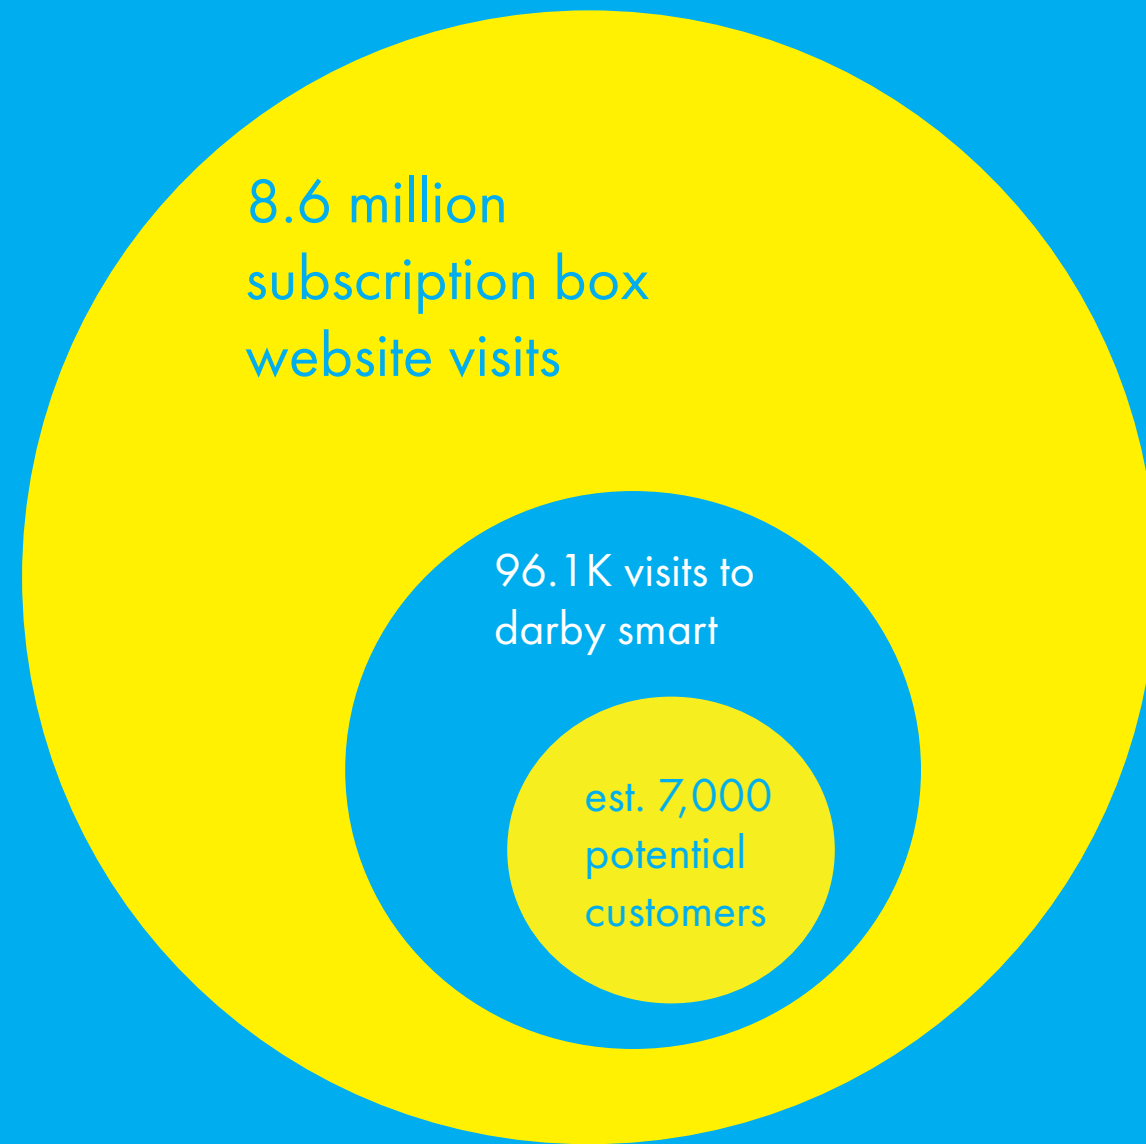 8.6 million
subscription box
website visits
96.1K visits to
darby smart
est. 7,000
potential
customers